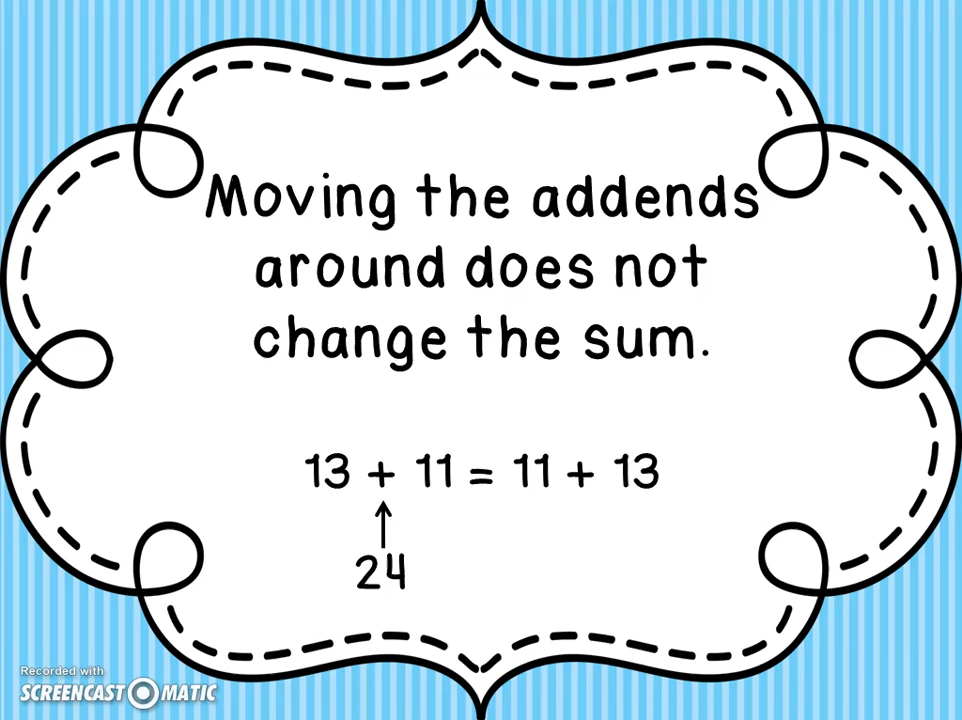 Moving the addends
around does not
change the sum.
13 + 11 = 11 + 13
24
Recorded with
SCREENCAST MATIC